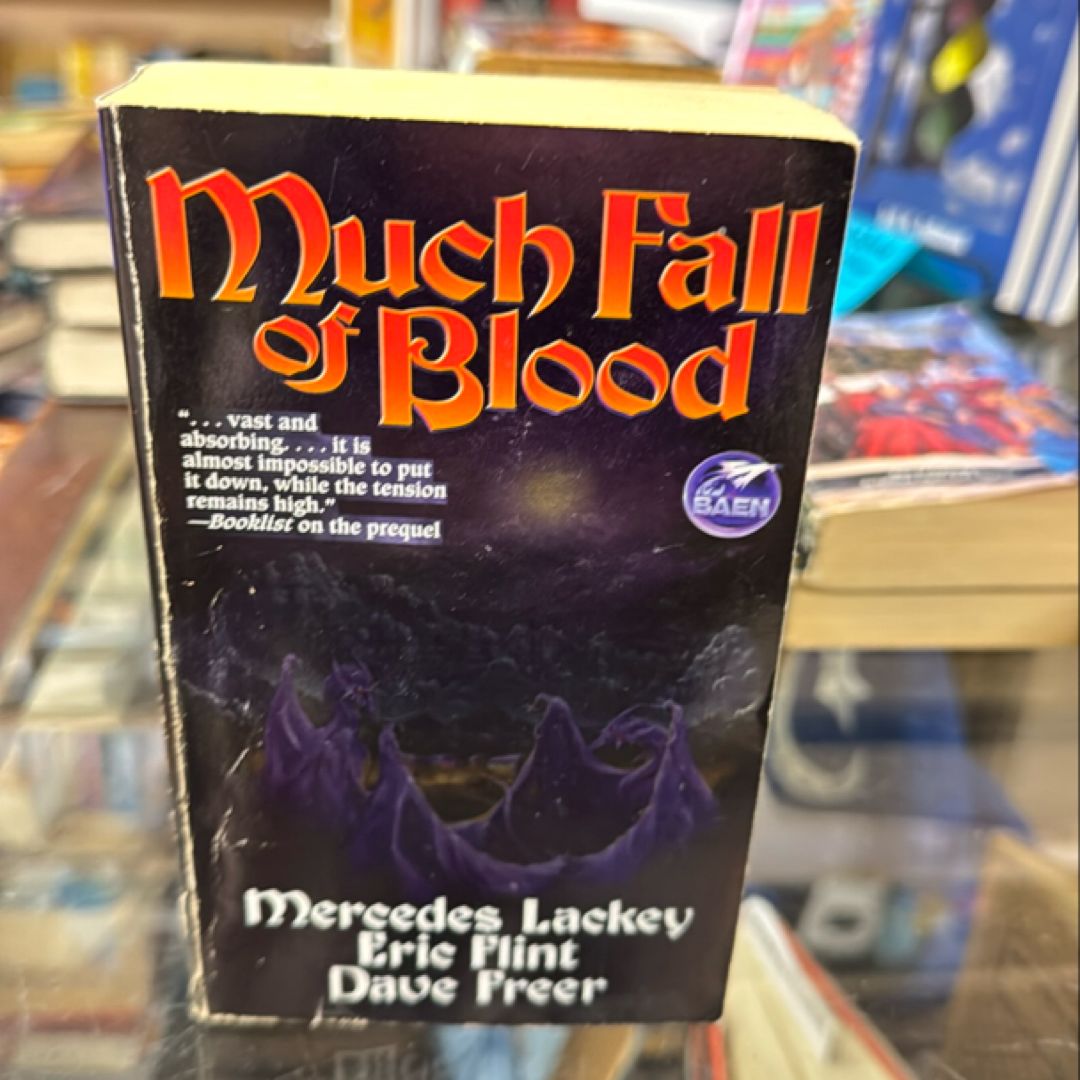 Much Fall
of Blood
“. . . vast and
absorbing. . . . it is
almost impossible to put
it down, while the tension
remains high.”
—Booklist on the prequel
BAEN
Mercedes Lackey
Eric Flint
Dave Freer